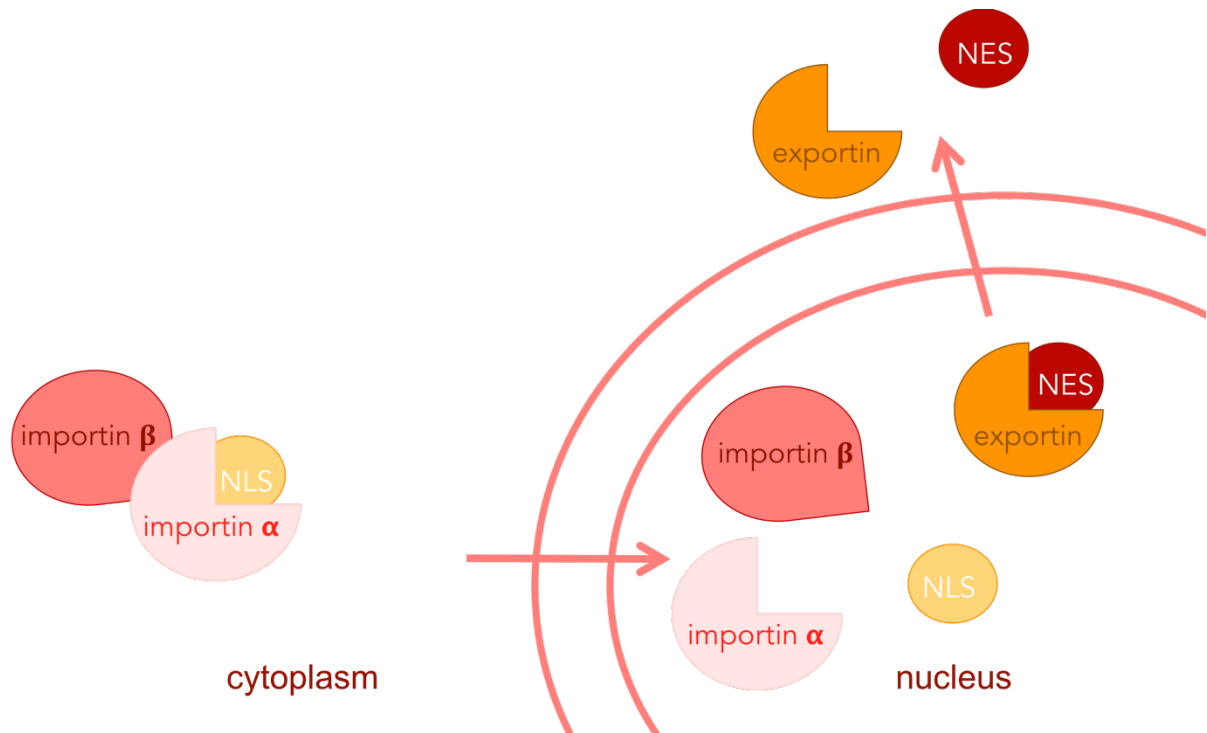 NES
exportin
NES
exportin
importin β
NLS
importin α
importin β
NLS
importin α
cytoplasm
nucleus